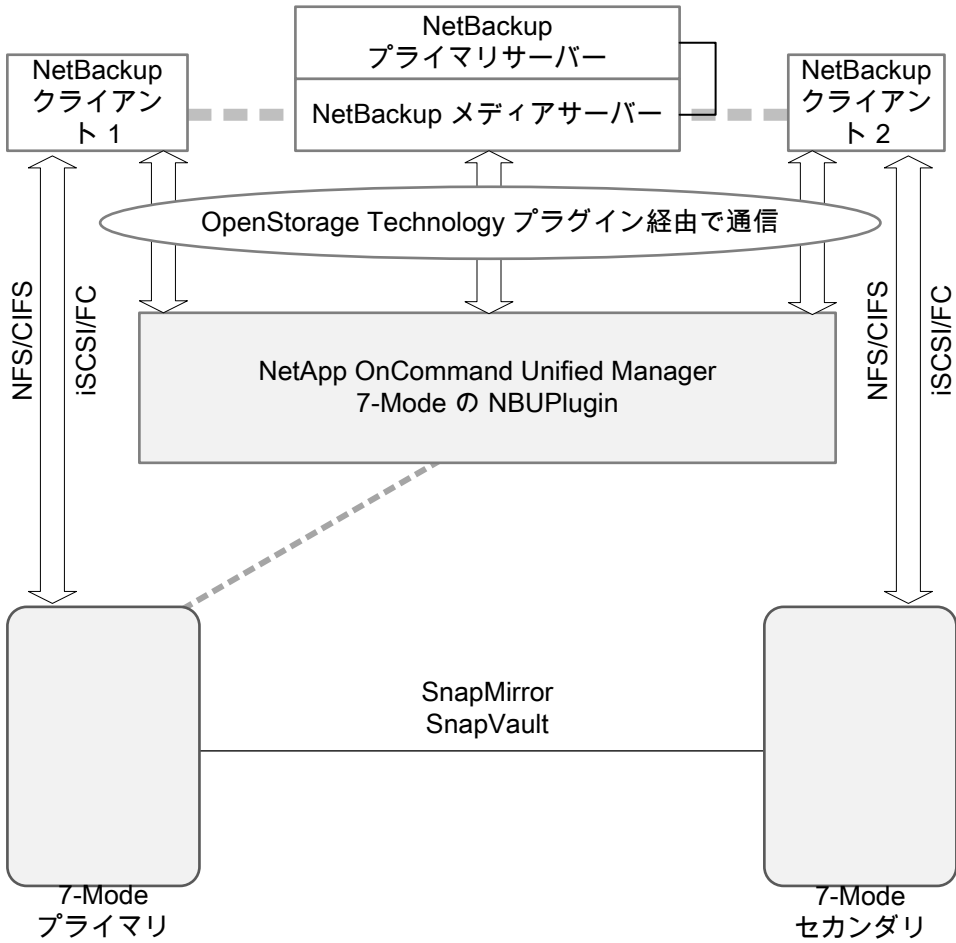 NetBackup
プライマリサーバー
NetBackup メディアサーバー
NetBackup
クライアン
ト 1
NetBackup
クライアン
ト 2
OpenStorage Technology プラグイン経由で通信
NFS/CIFS
iSCSI/FC
NFS/CIFS
iSCSI/FC
NetApp OnCommand Unified Manager
7-Mode の NBUPlugin
SnapMirror
SnapVault
7-Mode
プライマリ
7-Mode
セカンダリ